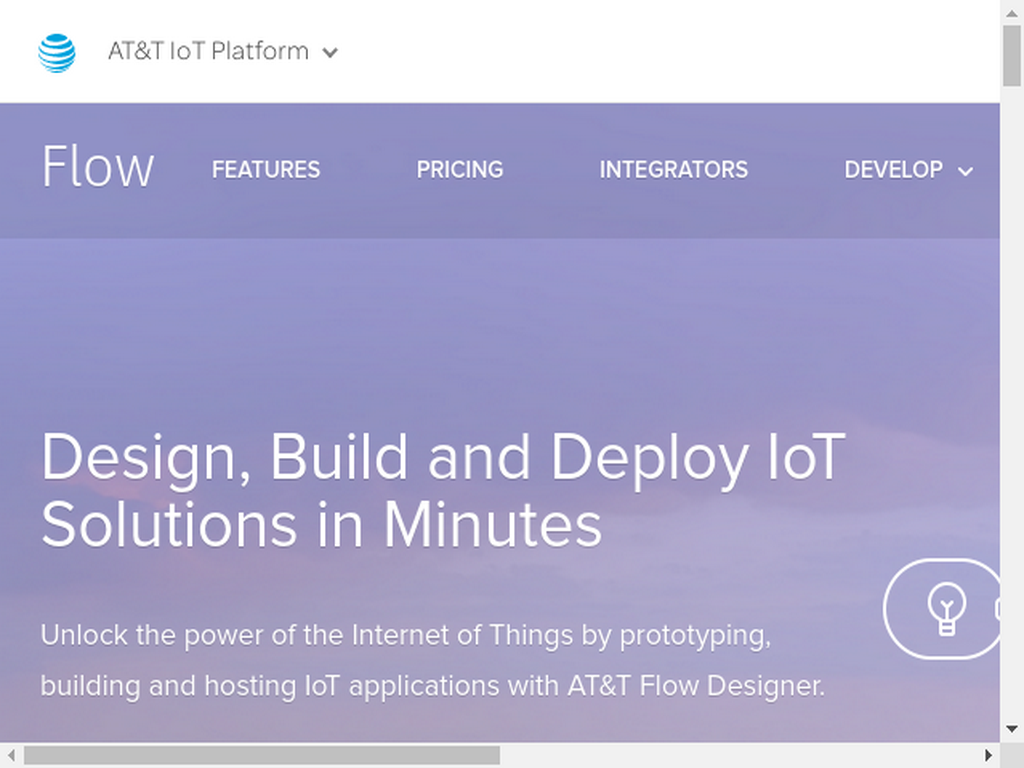 AT&T IoT Platform
Flow
FEATURES
PRICING
INTEGRATORS
DEVELOP
Design, Build and Deploy IoT
Solutions in Minutes
Unlock the power of the Internet of Things by prototyping,
building and hosting IoT applications with AT&T Flow Designer.